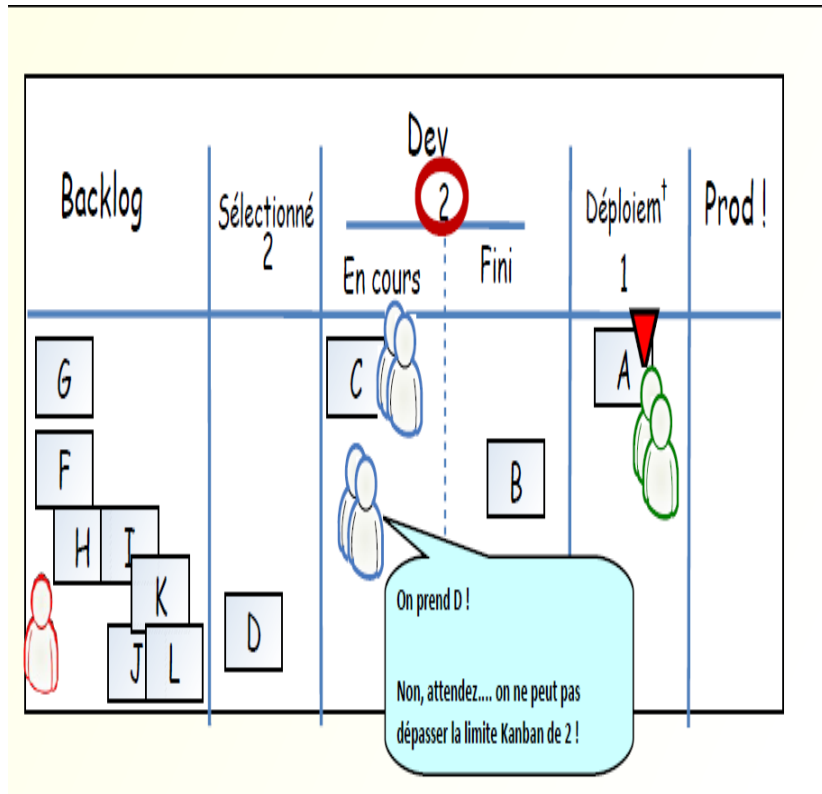 Dev
Backlog
Sélectionné
2
2
Déploiem†
1
Prod !
En cours
Fini
G
C
A
F
B
H
I
K
D
J
L
On prend D !
Non, attendez.... on ne peut pas
dépasser la limite Kanban de 2 !